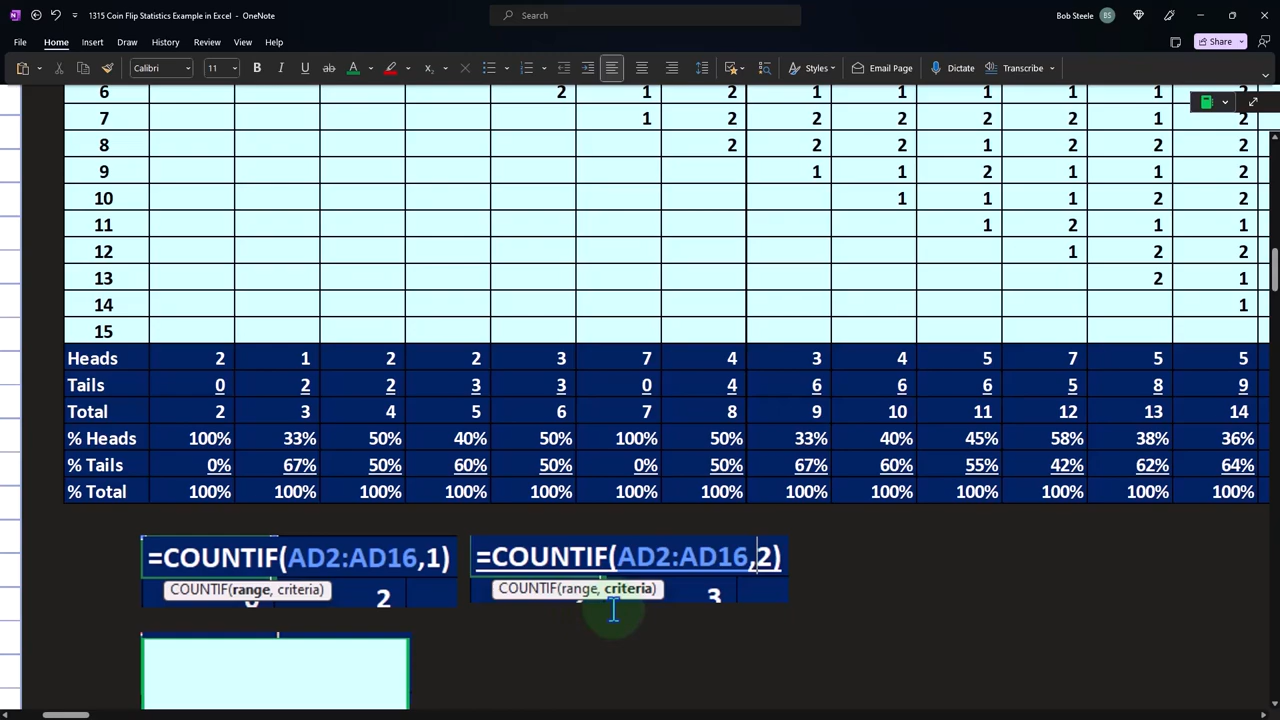 1315 Coin Flip Statistics Example in Excel - OneNote
Search
Bob Steele BS
File Home Insert Draw History Review View Help
Share
Calibri 11 B I U ab A Styles Email Page Dictate Transcribe
6 2 1 2 1 1 1 1 1 2
7 1 2 2 2 2 2 1 2
8 2 2 2 1 2 2 2
9 1 1 2 1 1 2
10 1 1 1 2 2
11 1 2 1 1
12 1 2 2
13 2 1
14 1
15
Heads 2 1 2 2 3 7 4 3 4 5 7 5 5
Tails 0 2 2 3 3 0 4 6 6 6 5 8 9
Total 2 3 4 5 6 7 8 9 10 11 12 13 14
% Heads 100% 33% 50% 40% 50% 100% 50% 33% 40% 45% 58% 38% 36%
% Tails 0% 67% 50% 60% 50% 0% 50% 67% 60% 55% 42% 62% 64%
% Total 100% 100% 100% 100% 100% 100% 100% 100% 100% 100% 100% 100% 100%
=COUNTIF(AD2:AD16,1) =COUNTIF(AD2:AD16,2)
COUNTIF(range, criteria) COUNTIF(range, criteria)
2 3